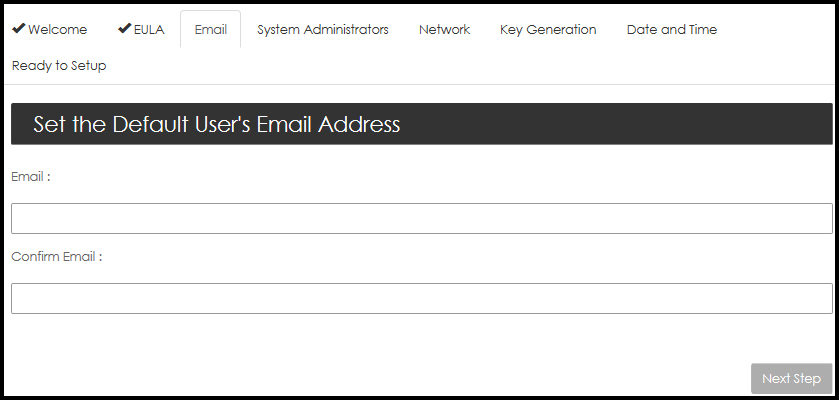 Welcome EULA Email System Administrators Network Key Generation Date and Time
Ready to Setup
Set the Default User's Email Address
Email :
Confirm Email :
Next Step